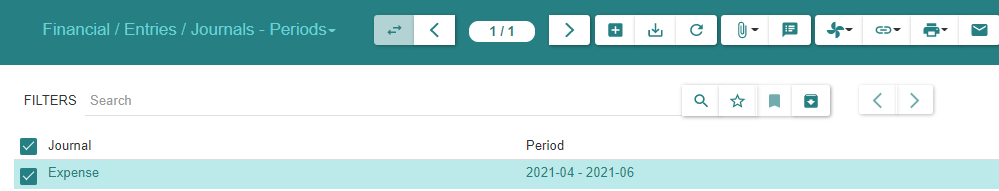 Financial / Entries / Journals - Periods
1 / 1
FILTERS Search
Journal Period
Expense 2021-04 - 2021-06